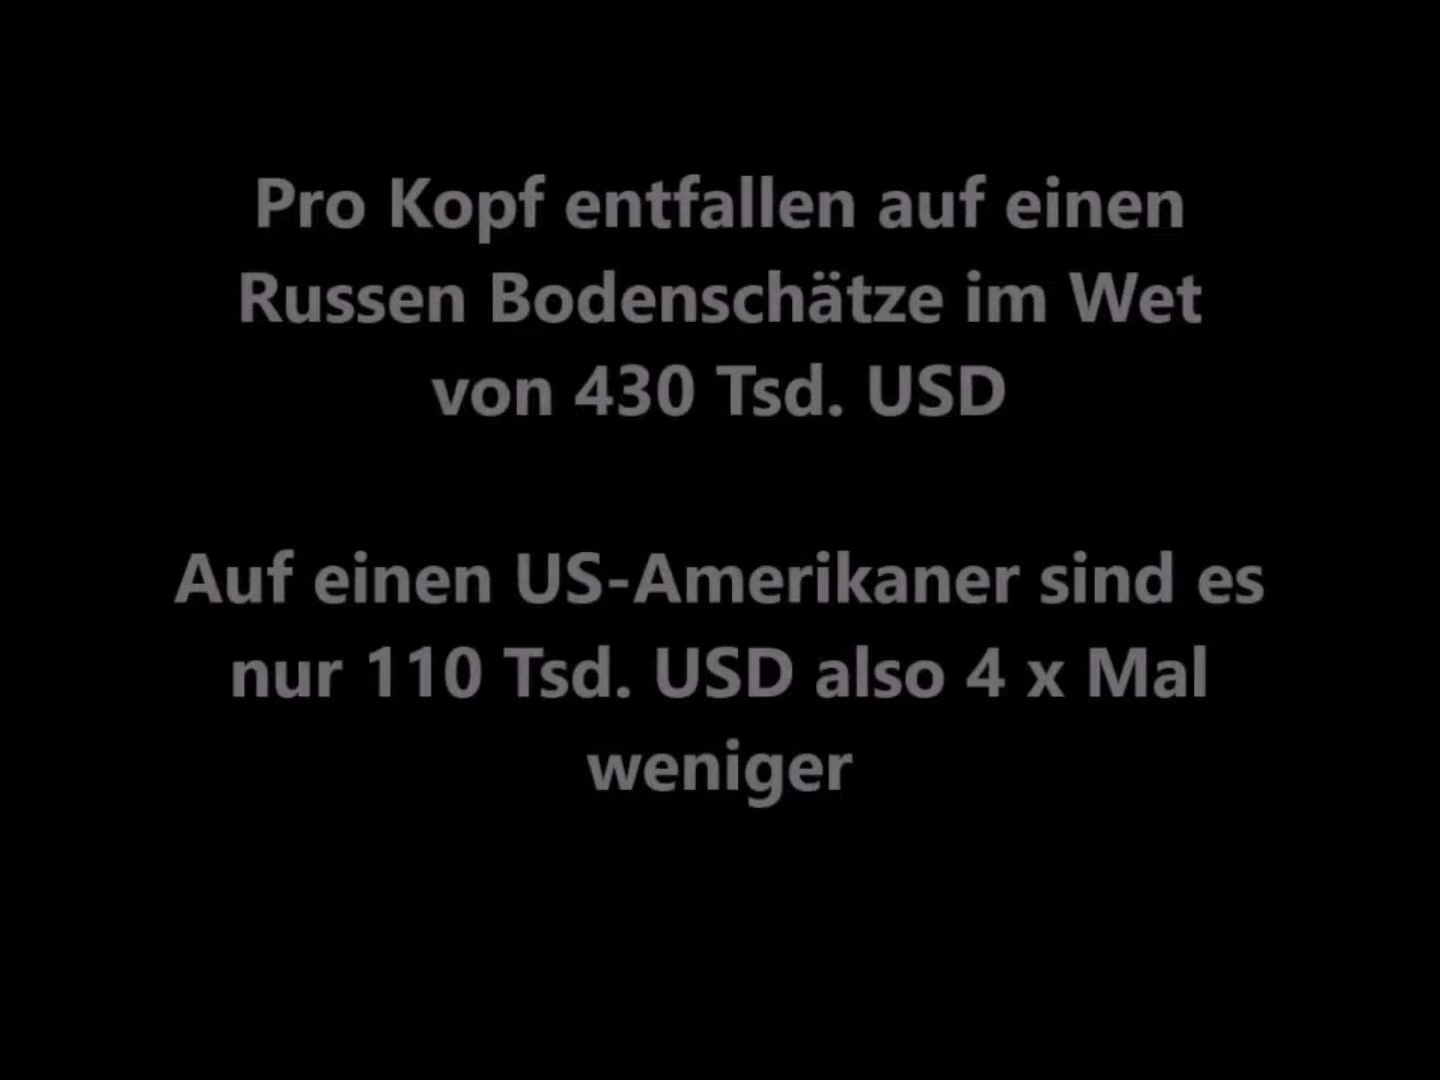 Pro Kopf entfallen auf einen
Russen Bodenschätze im Wet
von 430 Tsd. USD
Auf einen US-Amerikaner sind es
nur 110 Tsd. USD also 4 x Mal
weniger